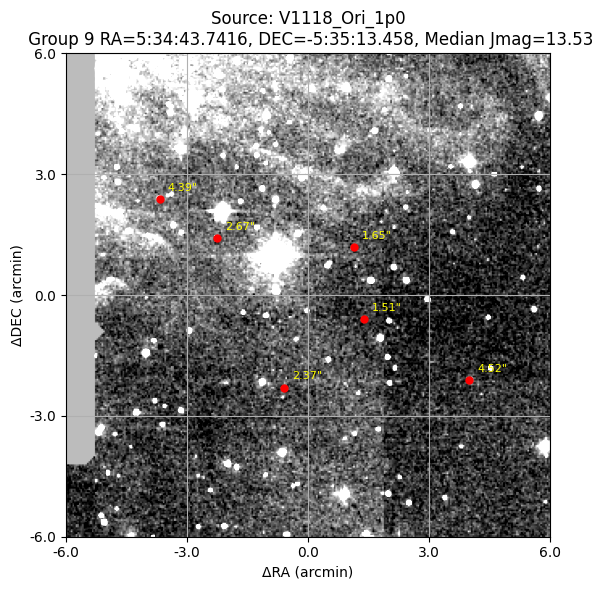 Source: V1118_Ori_1p0
Group 9 RA=5:34:43.7416, DEC=-5:35:13.458, Median Jmag=13.53
6.0
3.0
0.0
-3.0
-6.0
ΔDEC (arcmin)
4.39"
2.67"
1.65"
1.51"
2.37"
4.62"
-6.0 -3.0 0.0 3.0 6.0
ΔRA (arcmin)